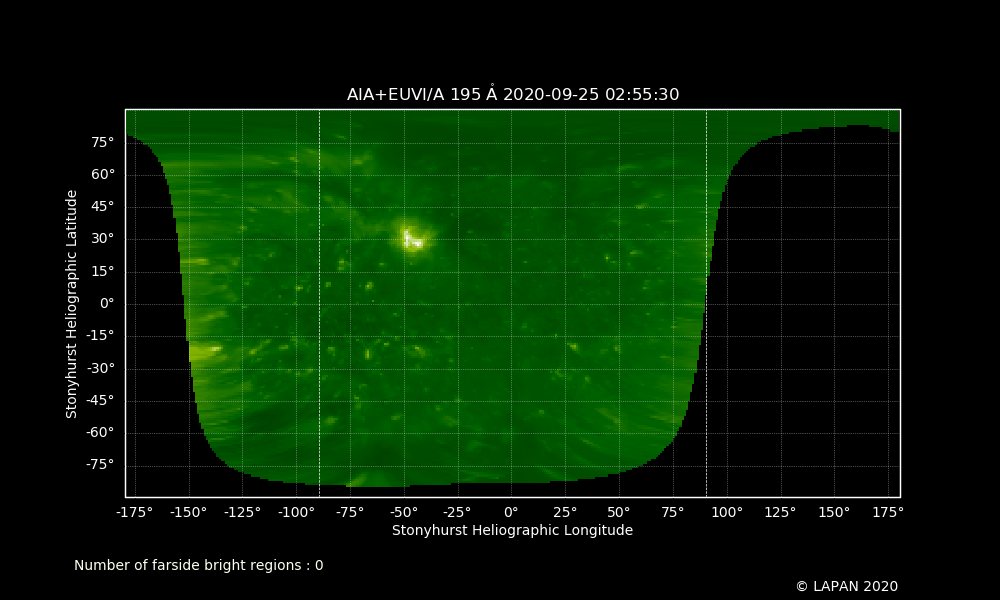 AIA+EUVI/A 195 Å 2020-09-25 02:55:30
Stonyhurst Heliographic Latitude
75°
60°
45°
30°
15°
0°
-15°
-30°
-45°
-60°
-75°
-175° -150° -125° -100° -75° -50° -25° 0° 25° 50° 75° 100° 125° 150° 175°
Stonyhurst Heliographic Longitude
Number of farside bright regions : 0
© LAPAN 2020